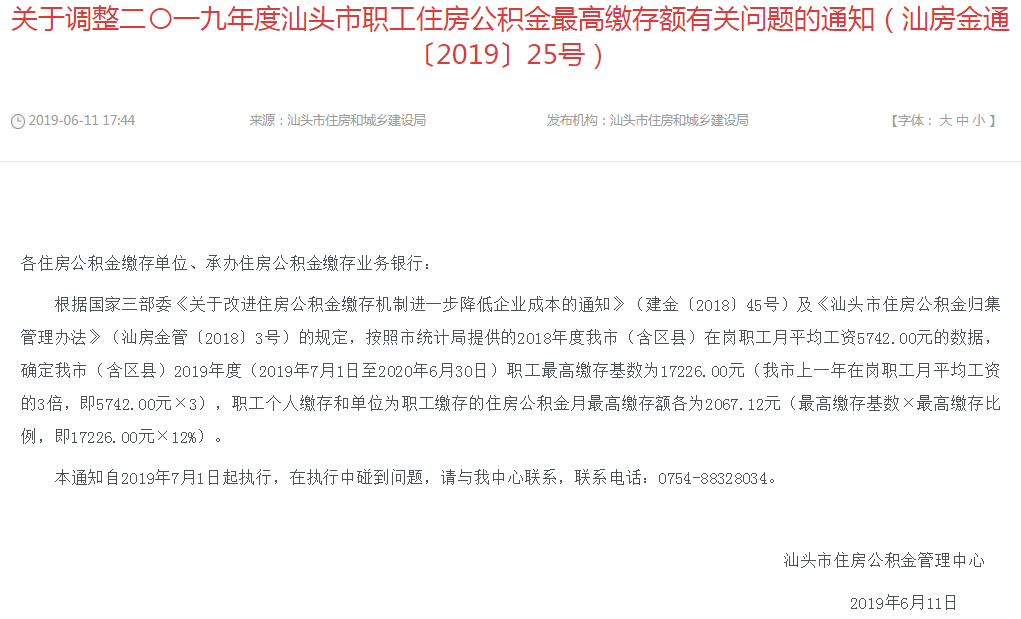 关于调整二〇一九年度汕头市职工住房公积金最高缴存额有关问题的通知（汕房金通
〔2019〕25号）
2019-06-11 17:44 来源：汕头市住房和城乡建设局 发布机构：汕头市住房和城乡建设局 【字体： 大 中 小 】
各住房公积金缴存单位、承办住房公积金缴存业务银行：
根据国家三部委《关于改进住房公积金缴存机制进一步降低企业成本的通知》（建金〔2018〕45号）及《汕头市住房公积金归集
管理办法》（汕房金管〔2018〕3号）的规定，按照市统计局提供的2018年度我市（含区县）在岗职工月平均工资5742.00元的数据，
确定我市（含区县）2019年度（2019年7月1日至2020年6月30日）职工最高缴存基数为17226.00元（我市上一年在岗职工月平均工资
的3倍，即5742.00元×3），职工个人缴存和单位为职工缴存的住房公积金月最高缴存额各为2067.12元（最高缴存基数×最高缴存比
例，即17226.00元×12%）。
本通知自2019年7月1日起执行，在执行中碰到问题，请与我中心联系，联系电话：0754-88328034。
汕头市住房公积金管理中心
2019年6月11日